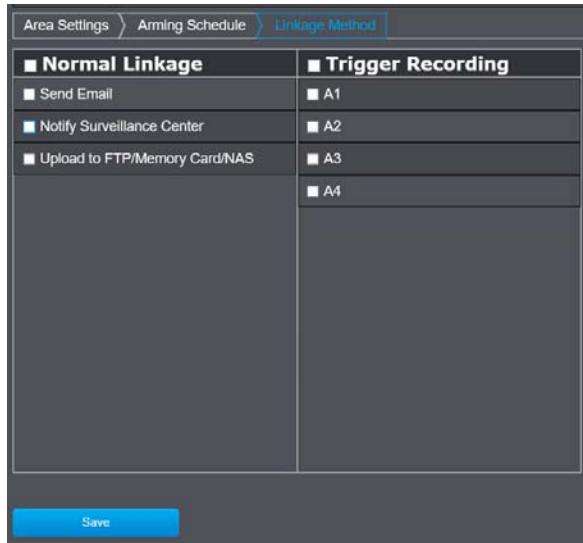 Area Settings Arming Schedule Linkage Method
Normal Linkage
Send Email
Notify Surveillance Center
Upload to FTP/Memory Card/NAS
Trigger Recording
A1
A2
A3
A4
Save